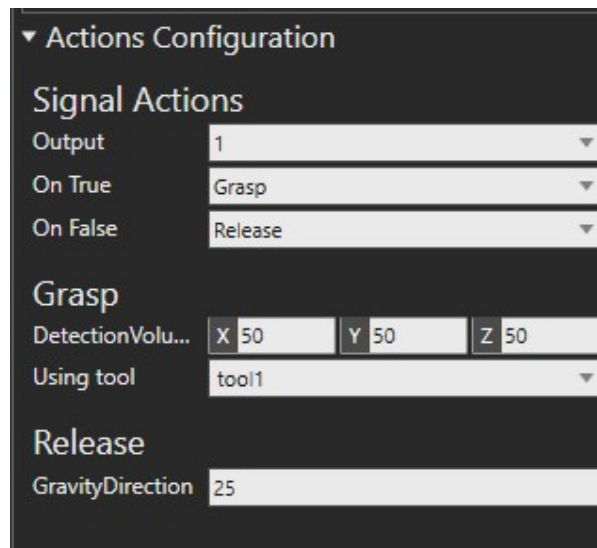 Actions Configuration
Signal Actions
Output 1
On True Grasp
On False Release
Grasp
DetectionVolu... X 50 Y 50 Z 50
Using tool tool1
Release
GravityDirection 25